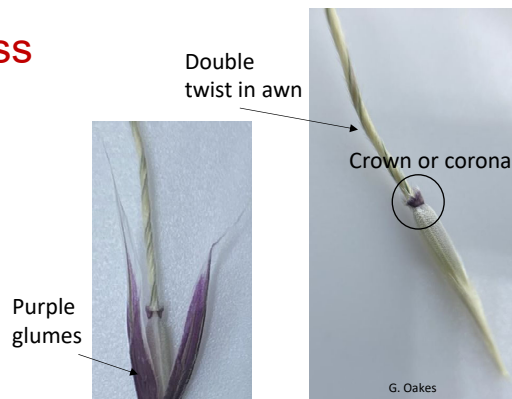 ss
Double
twist in awn
Crown or corona
Purple
glumes
G. Oakes